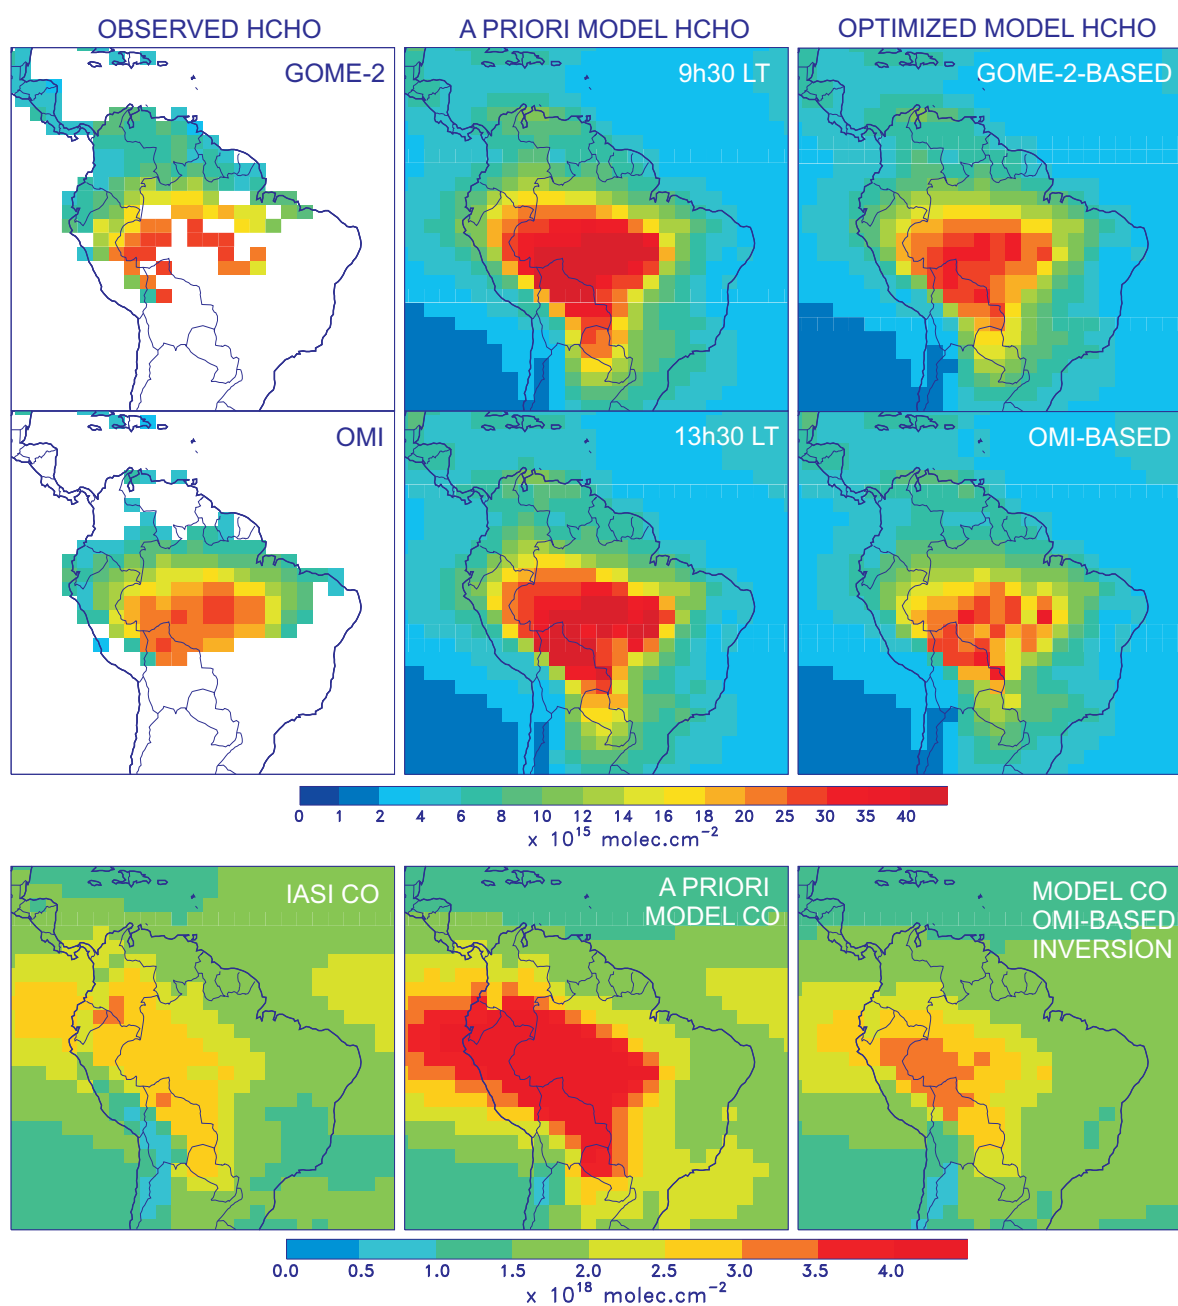 OBSERVED HCHO
A PRIORI MODEL HCHO
OPTIMIZED MODEL HCHO
GOME-2
9h30 LT
GOME-2-BASED
OMI
13h30 LT
OMI-BASED
0 1 2 4 6 8 10 12 14 16 18 20 25 30 35 40
x 10^15 molec.cm^-2
IASI CO
A PRIORI
MODEL CO
MODEL CO
OMI-BASED
INVERSION
0.0 0.5 1.0 1.5 2.0 2.5 3.0 3.5 4.0
x 10^18 molec.cm^-2